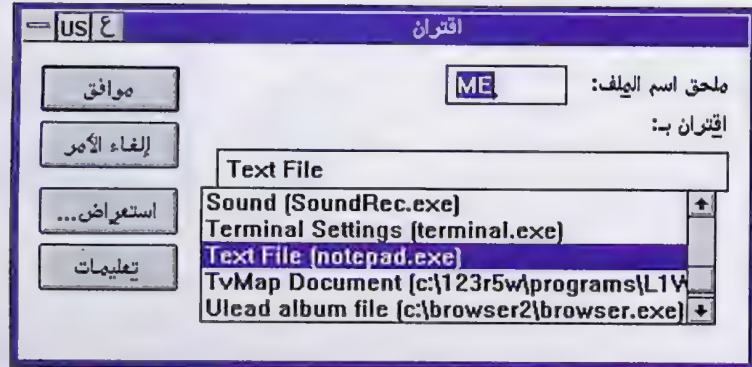 US ع
اقتران
ملحق اسم الملف: ME
اقتران بـ:
Text File
Sound (SoundRec.exe)
Terminal Settings (terminal.exe)
Text File (notepad.exe)
TvMap Document (c:\123r5w\programs\L1V
Ulead album file (c:\browser2\browser.exe)
موافق
إلغاء الأمر
استعراض...
تعليمات